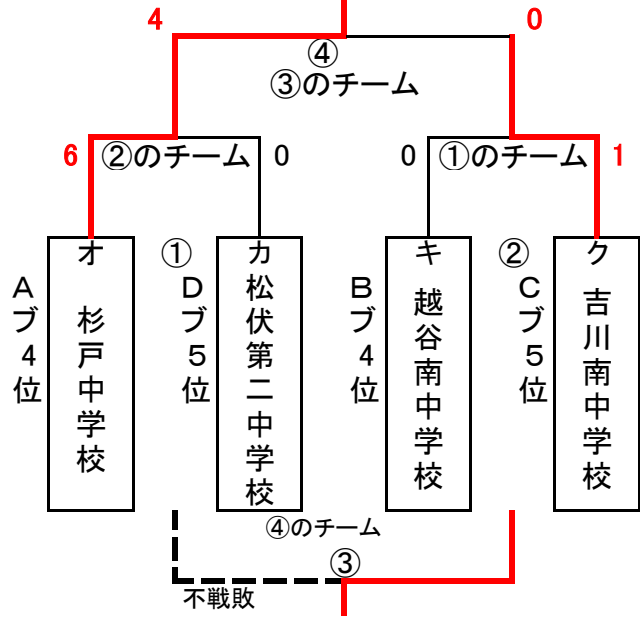 4
0
④
③のチーム
6
②のチーム
0
0
①のチーム
1
Aブ4位
オ 杉戸中学校
①
Dブ5位
カ 松伏第二中学校
Bブ4位
キ 越谷南中学校
②
Cブ5位
ク 吉川南中学校
④のチーム
③
不戦敗